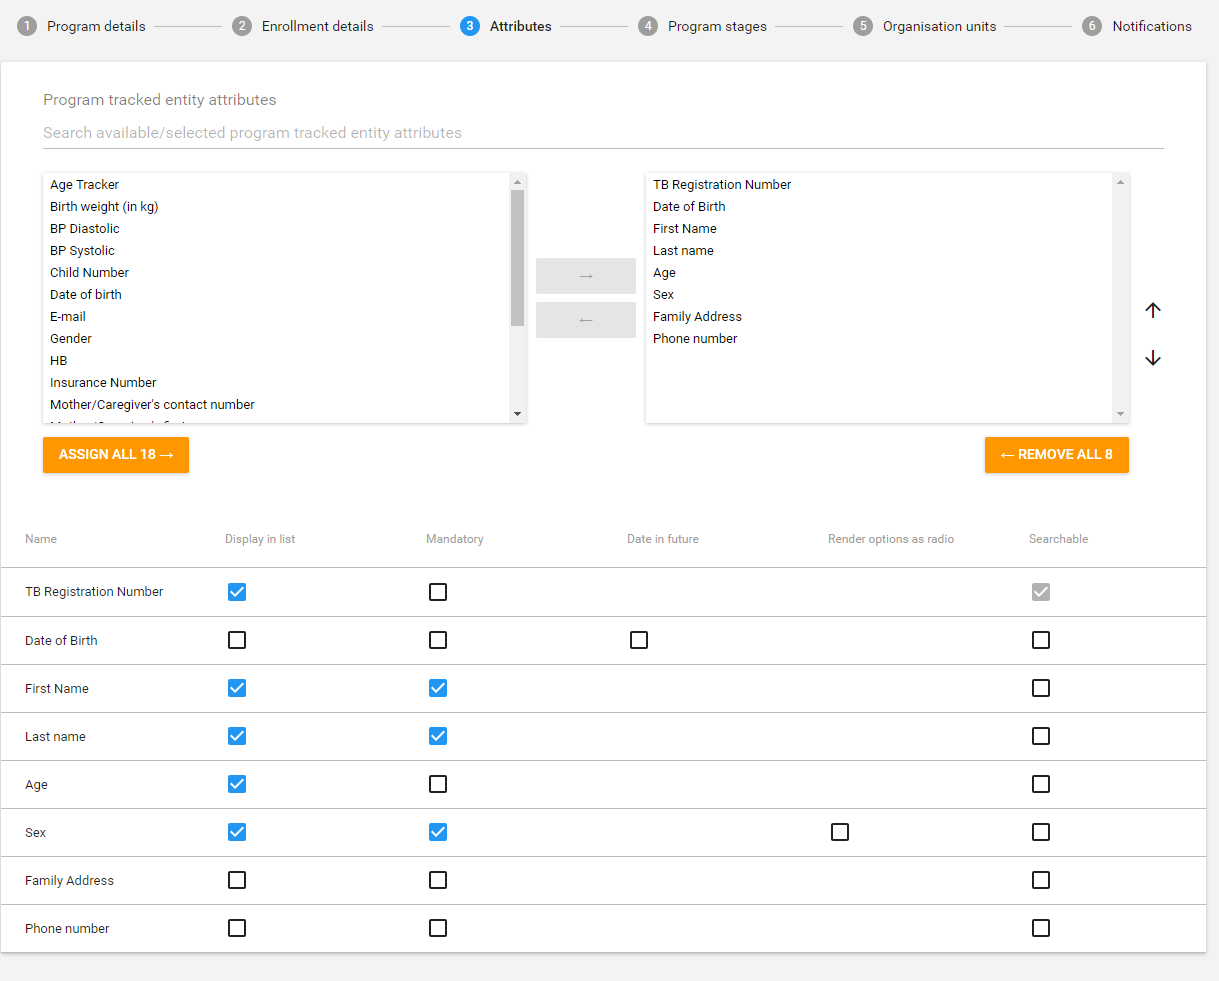 1 Program details 2 Enrollment details 3 Attributes 4 Program stages 5 Organisation units 6 Notifications
Program tracked entity attributes
Search available/selected program tracked entity attributes
Age Tracker
Birth weight (in kg)
BP Diastolic
BP Systolic
Child Number
Date of birth
E-mail
Gender
HB
Insurance Number
Mother/Caregiver's contact number
→
←
TB Registration Number
Date of Birth
First Name
Last name
Age
Sex
Family Address
Phone number
ASSIGN ALL 18 →
← REMOVE ALL 8
Name Display in list Mandatory Date in future Render options as radio Searchable
TB Registration Number
Date of Birth
First Name
Last name
Age
Sex
Family Address
Phone number